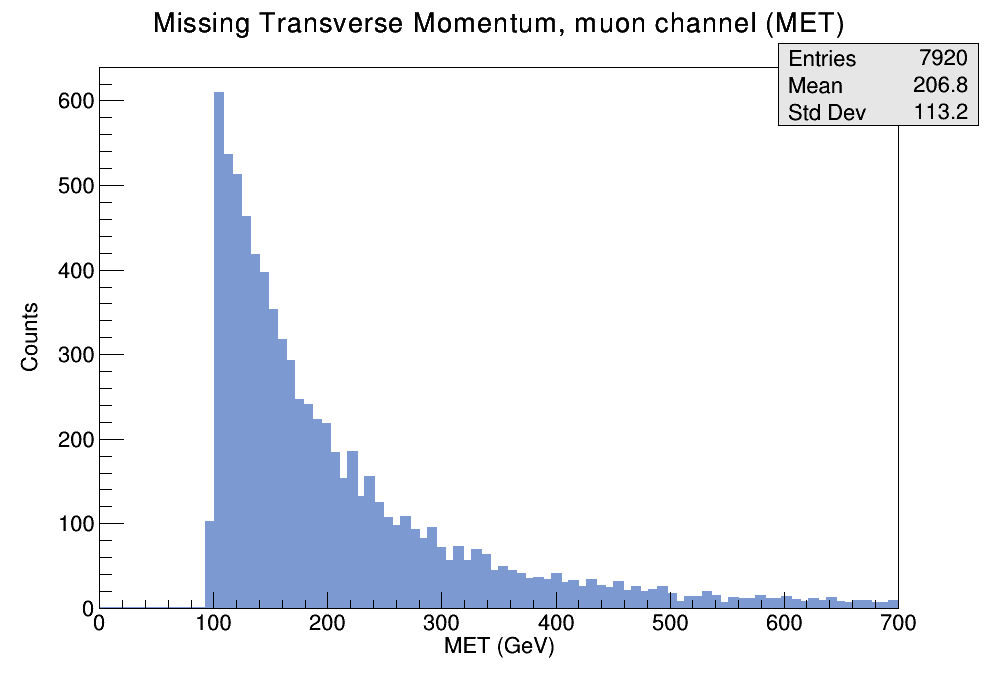 Missing Transverse Momentum, muon channel (MET)
Entries 7920
Mean 206.8
Std Dev 113.2
600
500
400
300
200
100
0
Counts
0 100 200 300 400 500 600 700
MET (GeV)